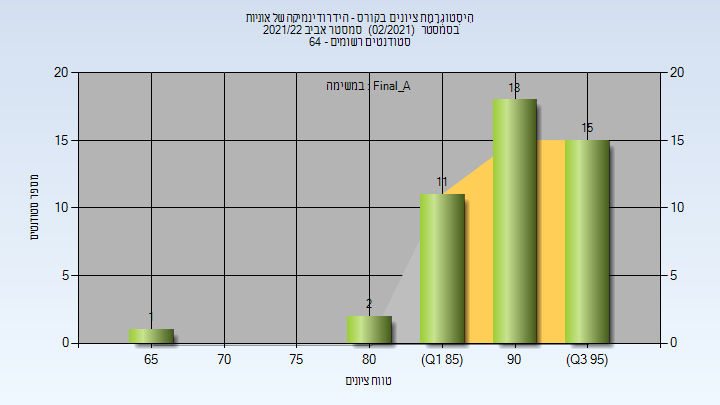 הִיסְטוֹגְרָמַת ציונים בקורס - הידרודינמיקה של אוניות
בסמסטר (02/2021) סמסטר אביב 2021/22
סטודנטים רשומים - 64
במשימה : Final_A
20 20
15 15
10 10
5 5
0 0
1 2 11 18 15
65 70 75 80 (Q1 85) 90 (Q3 95)
מספר סטודנטים
טווח ציונים